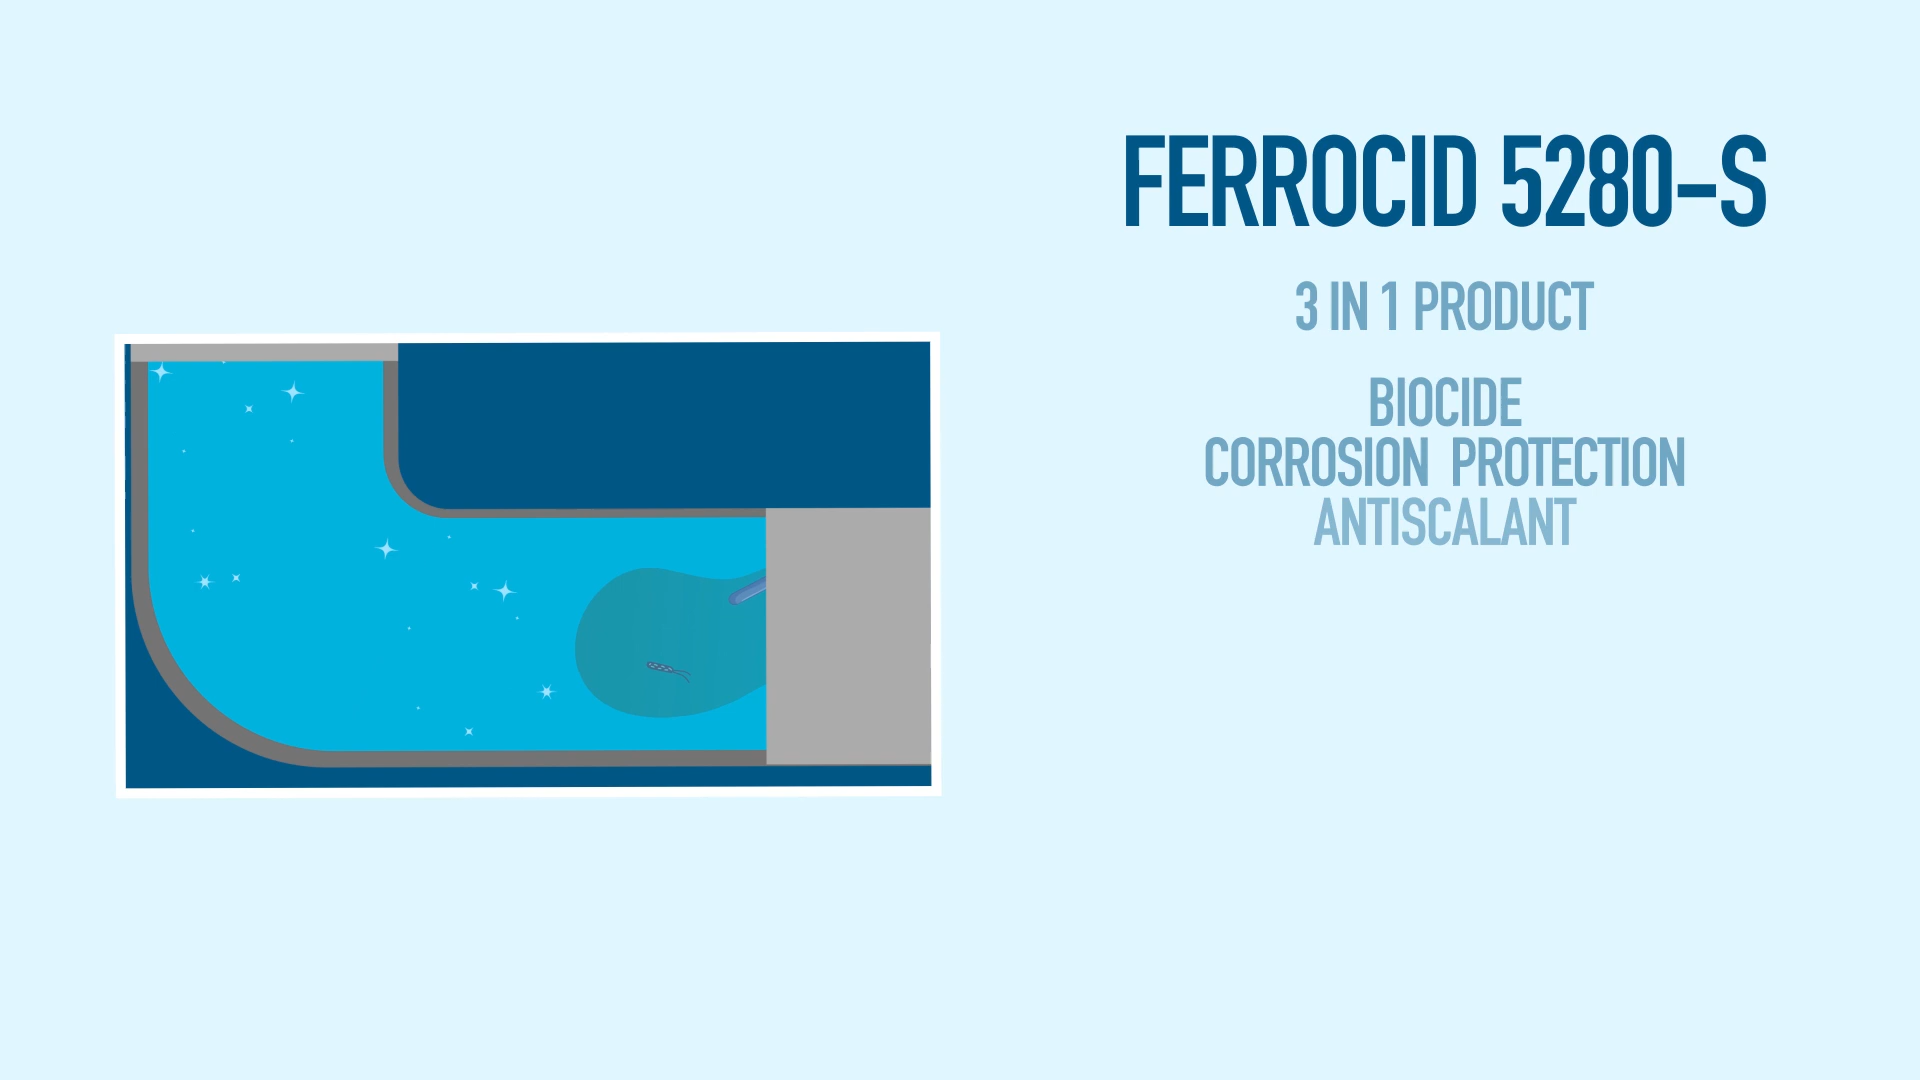 FERROCID 5280-S
3 IN 1 PRODUCT
BIOCIDE
CORROSION PROTECTION
ANTISCALANT